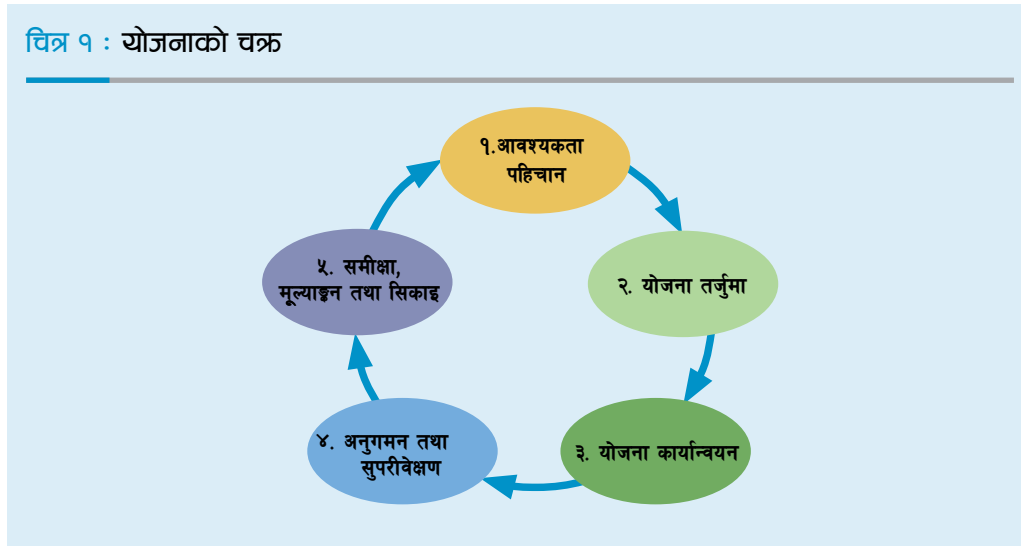 चित्र १ : योजनाको चक्र
१.आवश्यकता
पहिचान
२. योजना तर्जुमा
३. योजना कार्यान्वयन
४. अनुगमन तथा
सुपरीवेक्षण
५. समीक्षा,
मूल्याङ्कन तथा सिकाइ